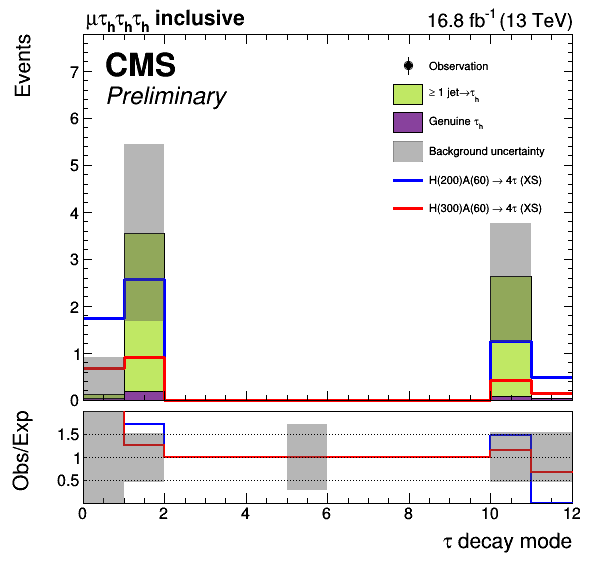 μτhτhτh inclusive
16.8 fb⁻¹ (13 TeV)
Events
CMS
Preliminary
Observation
≥ 1 jet→τh
Genuine τh
Background uncertainty
H(200)A(60) → 4τ (XS)
H(300)A(60) → 4τ (XS)
7
6
5
4
3
2
1
0
Obs/Exp
1.5
1
0.5
0 2 4 6 8 10 12
τ decay mode